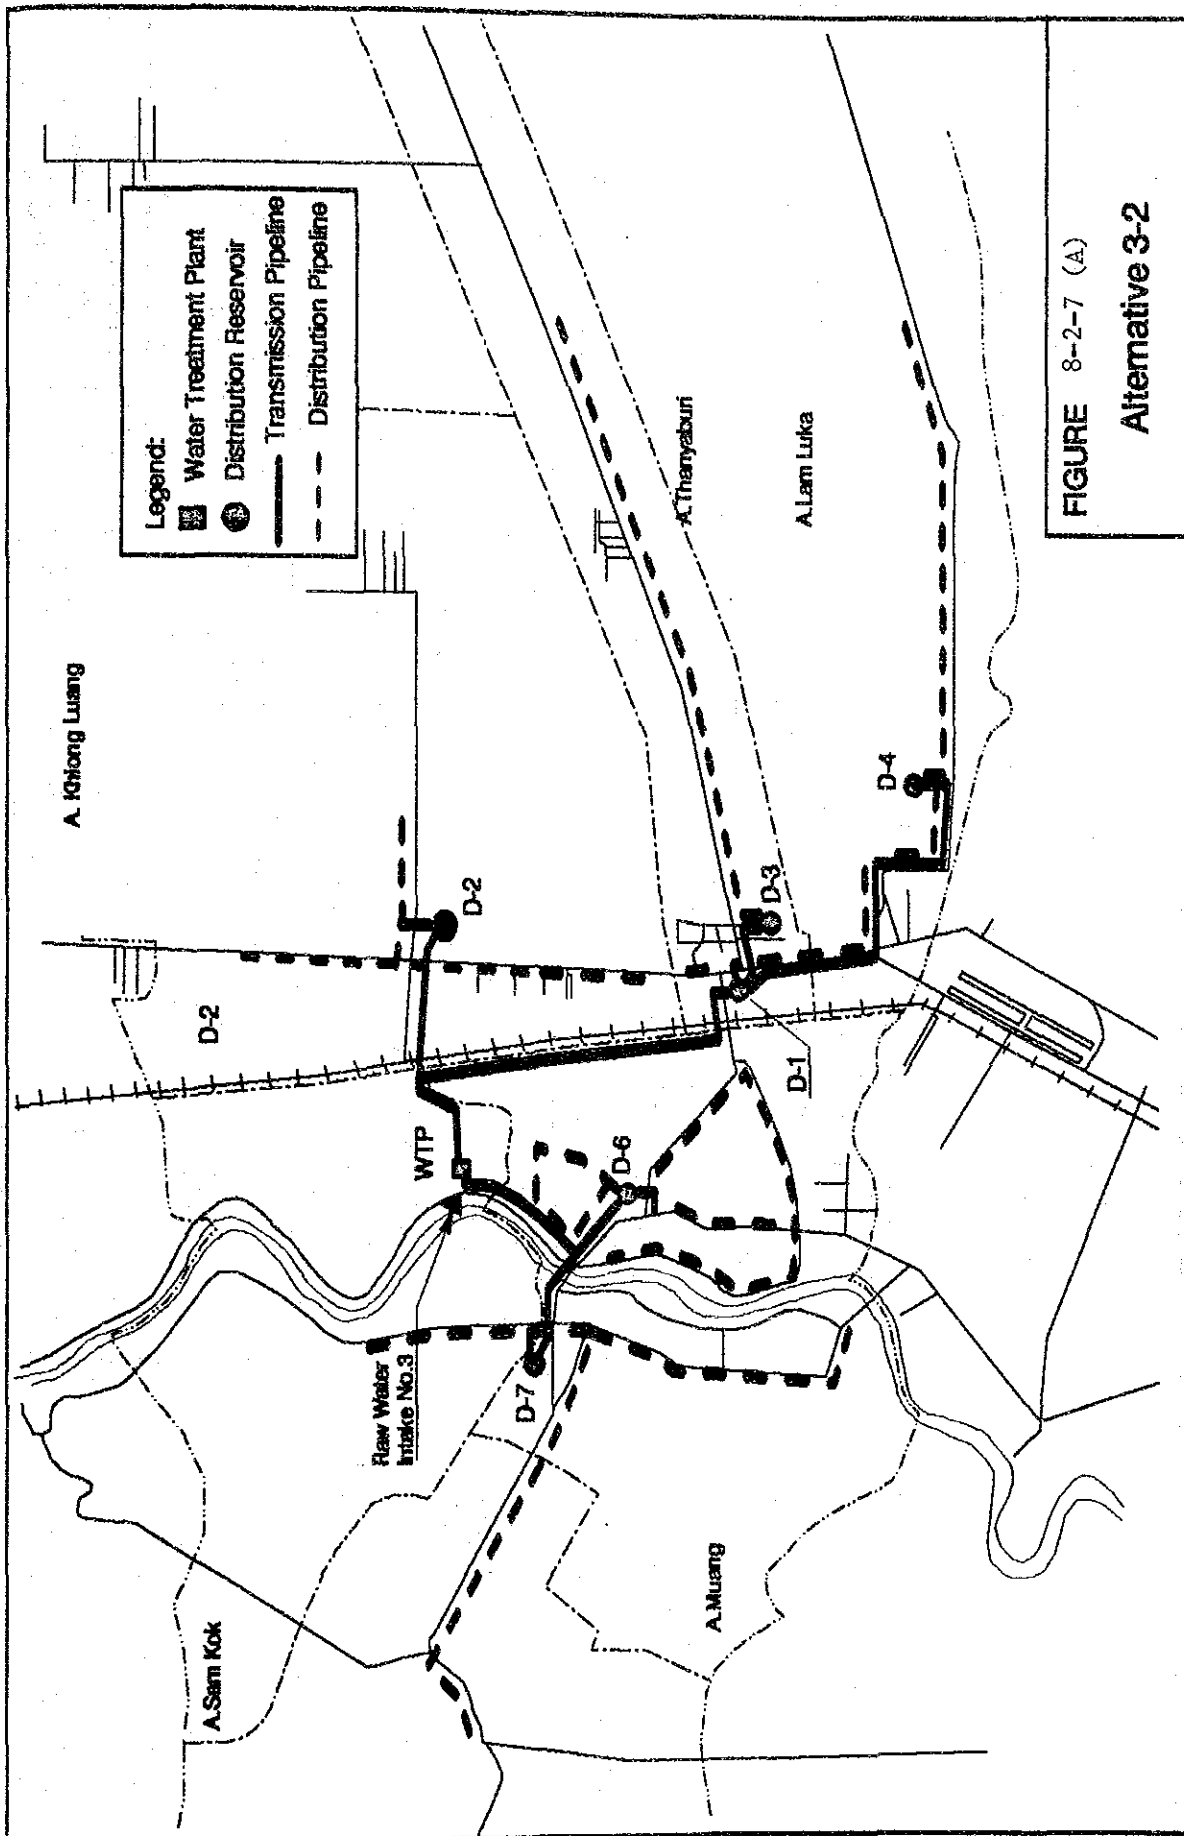 Legend:
Water Treatment Plant
Distribution Reservoir
Transmission Pipeline
Distribution Pipeline
A. Khlong Luang
D-2
D-2
WTP
Raw Water
Intake No.3
D-6
D-7
D-1
D-3
D-4
A.Thanyaburi
A.Lam Luka
A.Sam Kok
A.Muang
FIGURE 8-2-7 (A)
Alternative 3-2